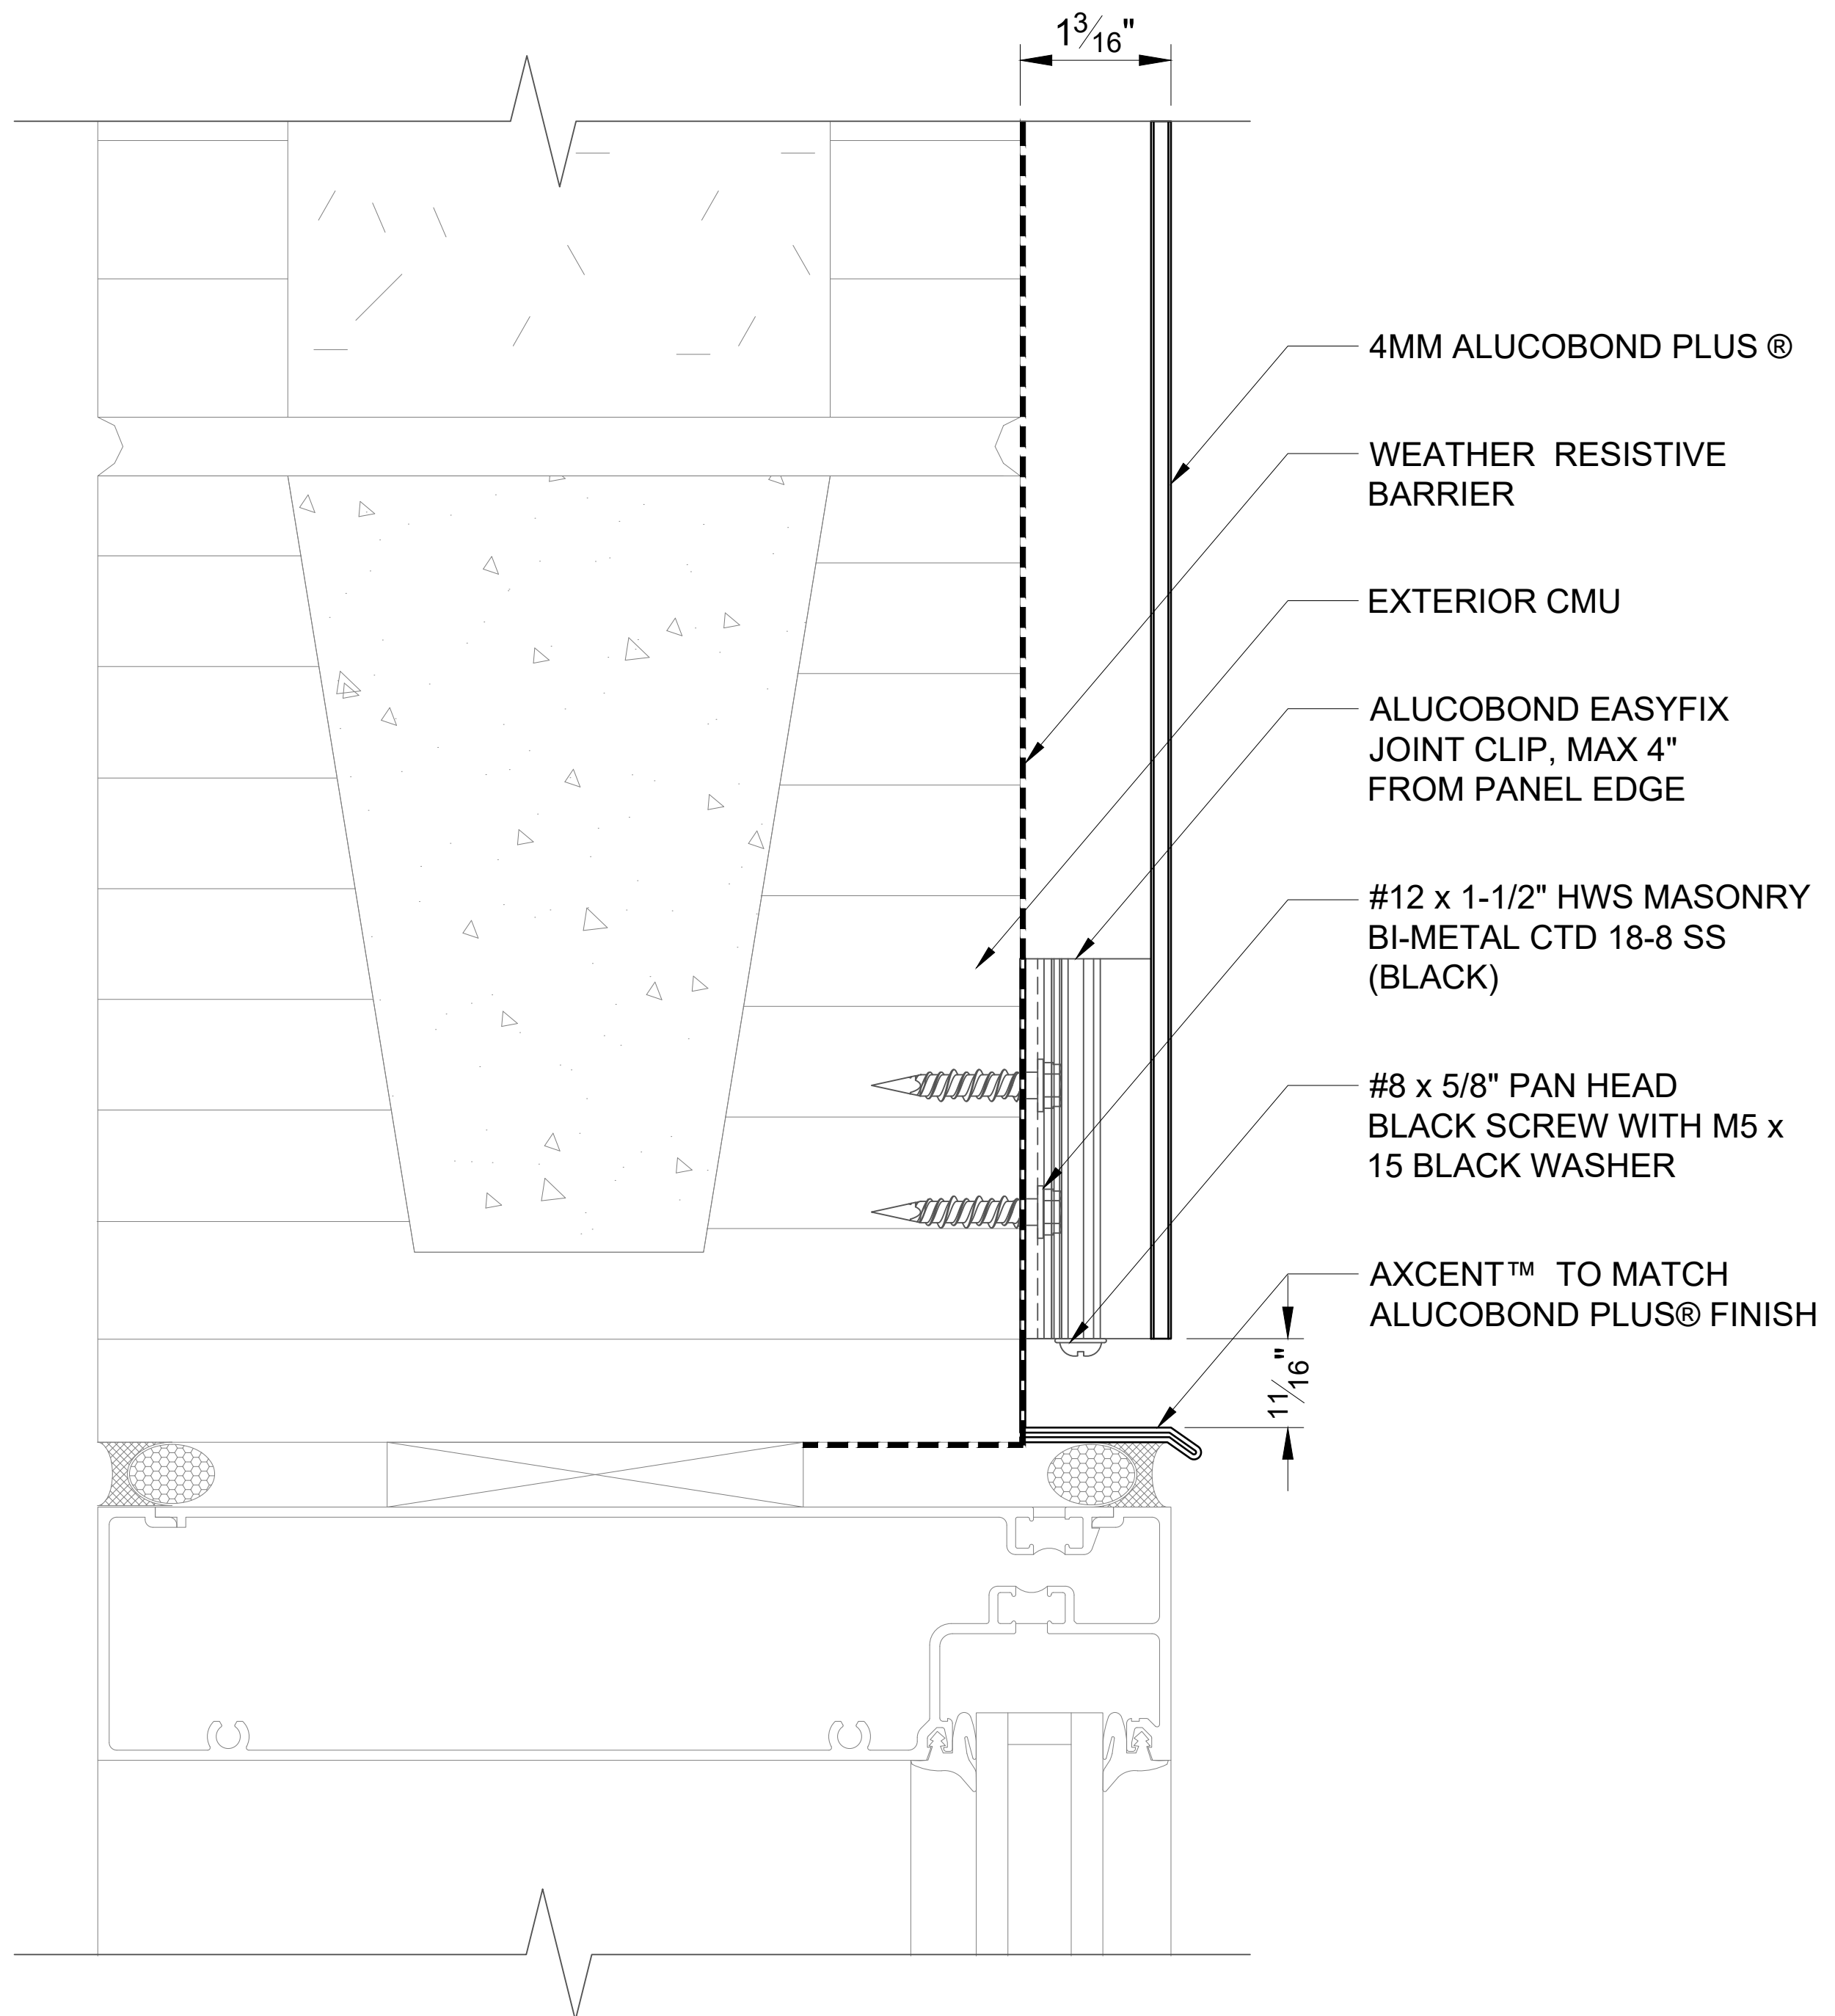 1 3/16"
4MM ALUCOBOND PLUS ®
WEATHER RESISTIVE
BARRIER
EXTERIOR CMU
ALUCOBOND EASYFIX
JOINT CLIP, MAX 4"
FROM PANEL EDGE
#12 x 1-1/2" HWS MASONRY
BI-METAL CTD 18-8 SS
(BLACK)
#8 x 5/8" PAN HEAD
BLACK SCREW WITH M5 x
15 BLACK WASHER
AXCENT™ TO MATCH
ALUCOBOND PLUS® FINISH
11/16"